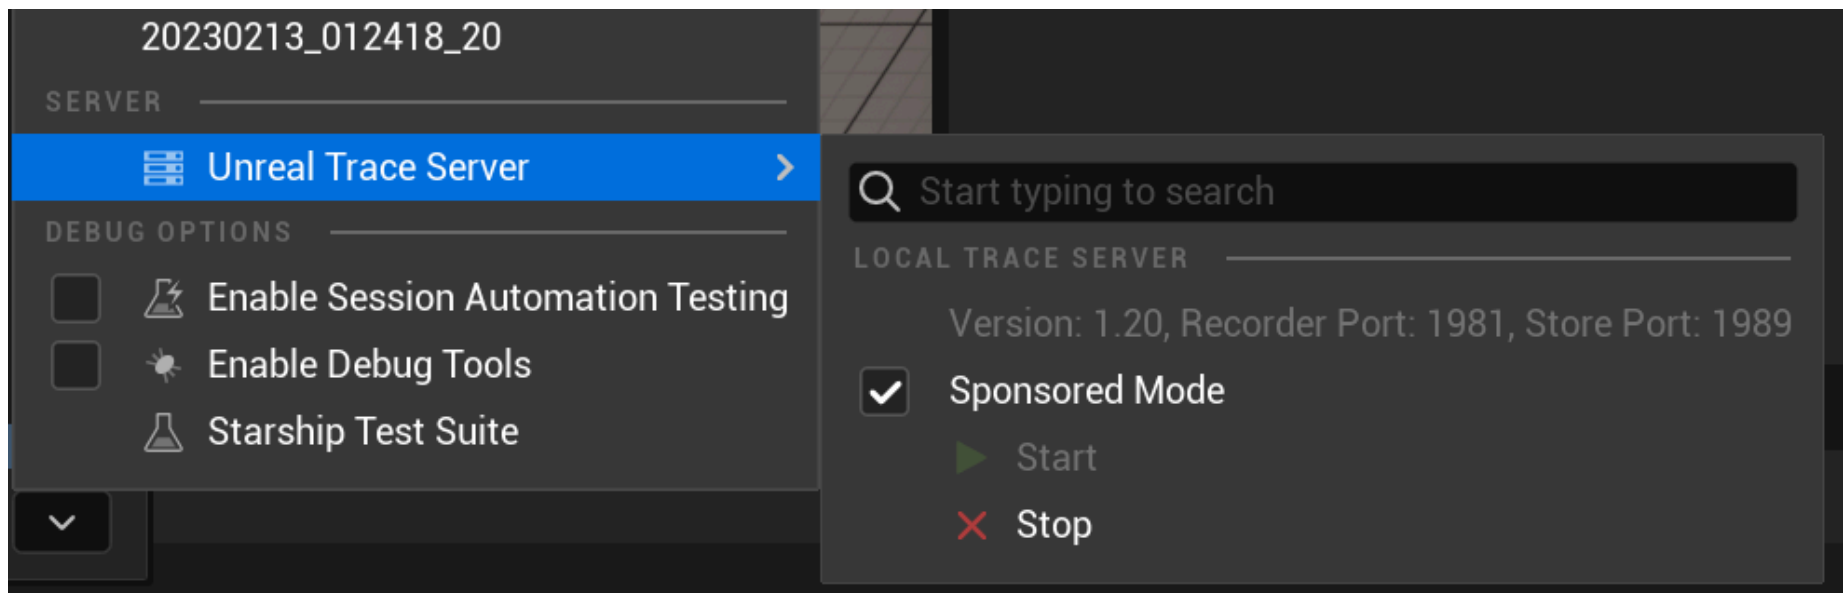 20230213_012418_20
SERVER
Unreal Trace Server
DEBUG OPTIONS
Enable Session Automation Testing
Enable Debug Tools
Starship Test Suite
Start typing to search
LOCAL TRACE SERVER
Version: 1.20, Recorder Port: 1981, Store Port: 1989
Sponsored Mode
Start
Stop